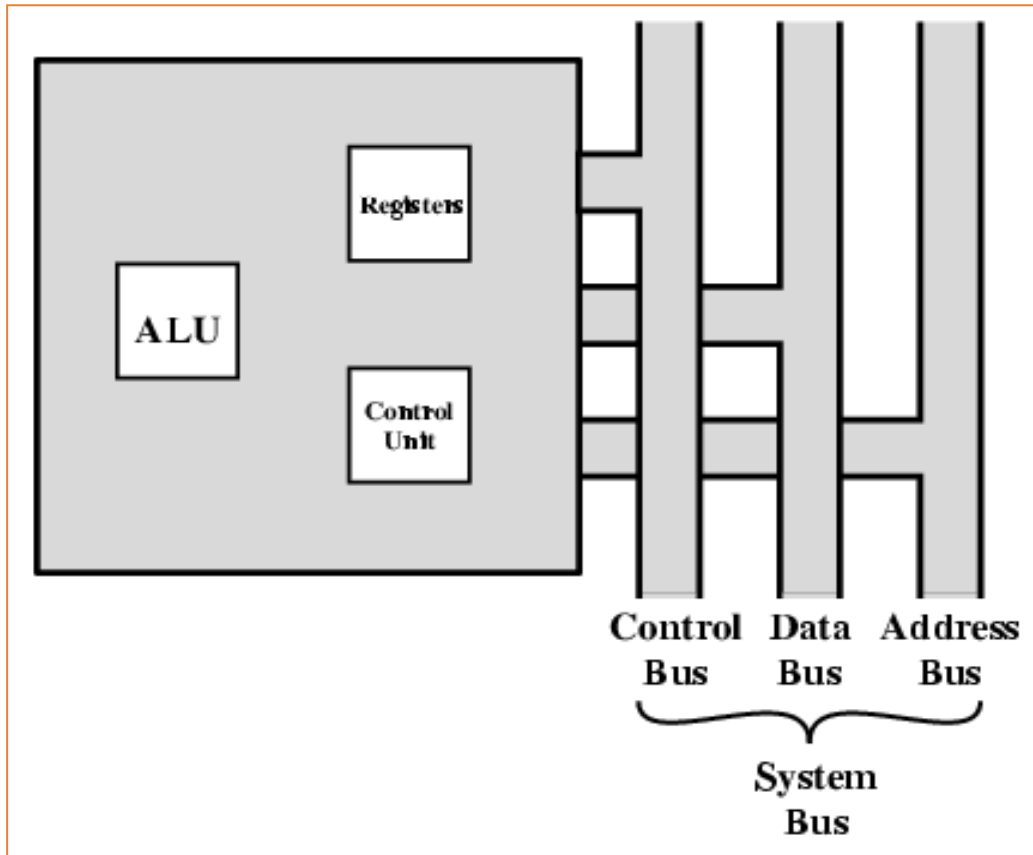 Registers
ALU
Control
Unit
Control Data Address
Bus Bus Bus
System
Bus